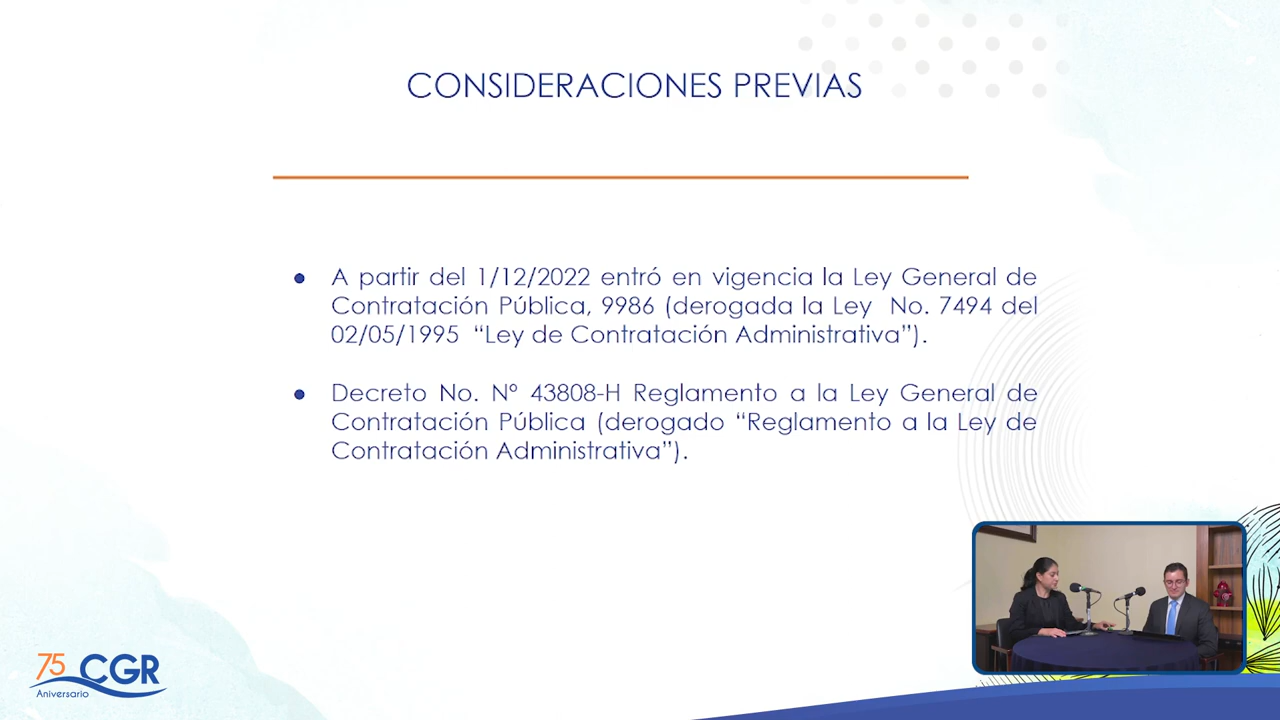 CONSIDERACIONES PREVIAS
● A partir del 1/12/2022 entró en vigencia la Ley General de
Contratación Pública, 9986 (derogada la Ley No. 7494 del
02/05/1995 “Ley de Contratación Administrativa”).
● Decreto No. Nº 43808-H Reglamento a la Ley General de
Contratación Pública (derogado “Reglamento a la Ley de
Contratación Administrativa”).
75 CGR
Aniversario